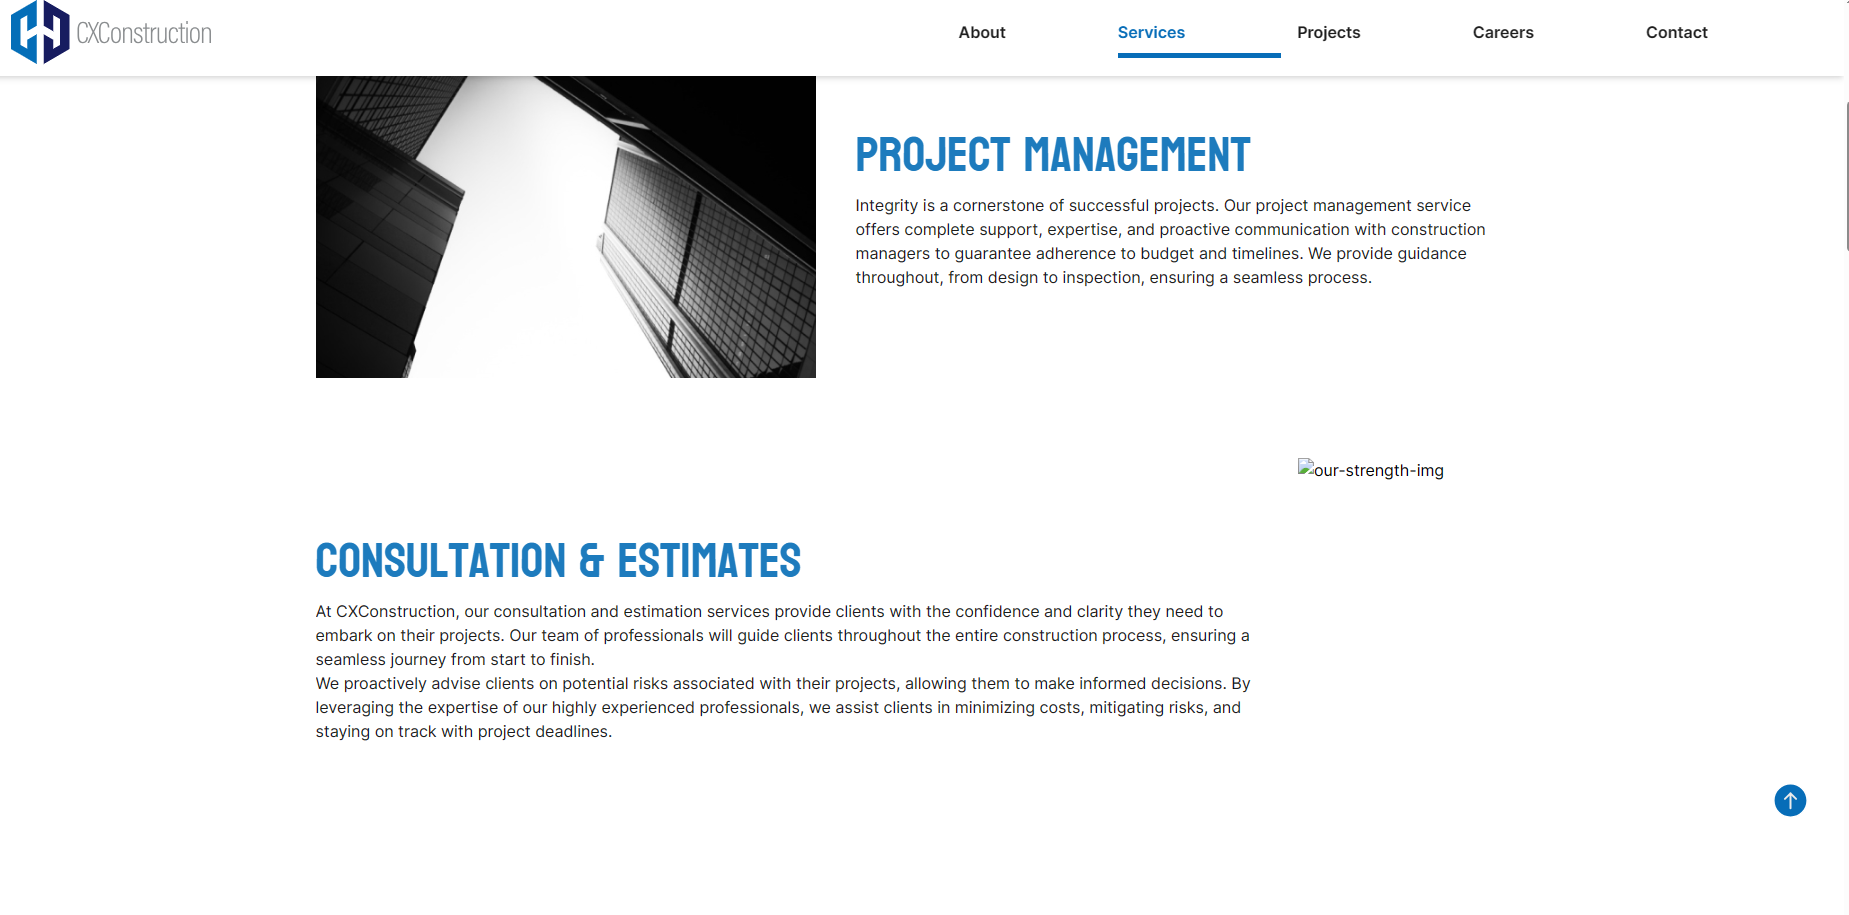 CXConstruction
About
Services
Projects
Careers
Contact
PROJECT MANAGEMENT
Integrity is a cornerstone of successful projects. Our project management service
offers complete support, expertise, and proactive communication with construction
managers to guarantee adherence to budget and timelines. We provide guidance
throughout, from design to inspection, ensuring a seamless process.
our-strength-img
CONSULTATION & ESTIMATES
At CXConstruction, our consultation and estimation services provide clients with the confidence and clarity they need to
embark on their projects. Our team of professionals will guide clients throughout the entire construction process, ensuring a
seamless journey from start to finish.
We proactively advise clients on potential risks associated with their projects, allowing them to make informed decisions. By
leveraging the expertise of our highly experienced professionals, we assist clients in minimizing costs, mitigating risks, and
staying on track with project deadlines.